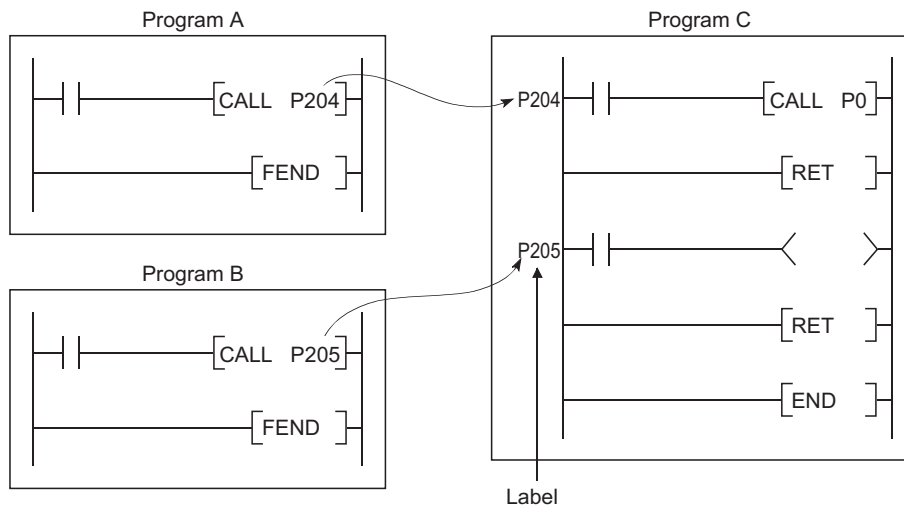 Program A
CALL P204
FEND
Program B
CALL P205
FEND
Program C
P204
CALL P0
RET
P205
RET
END
Label